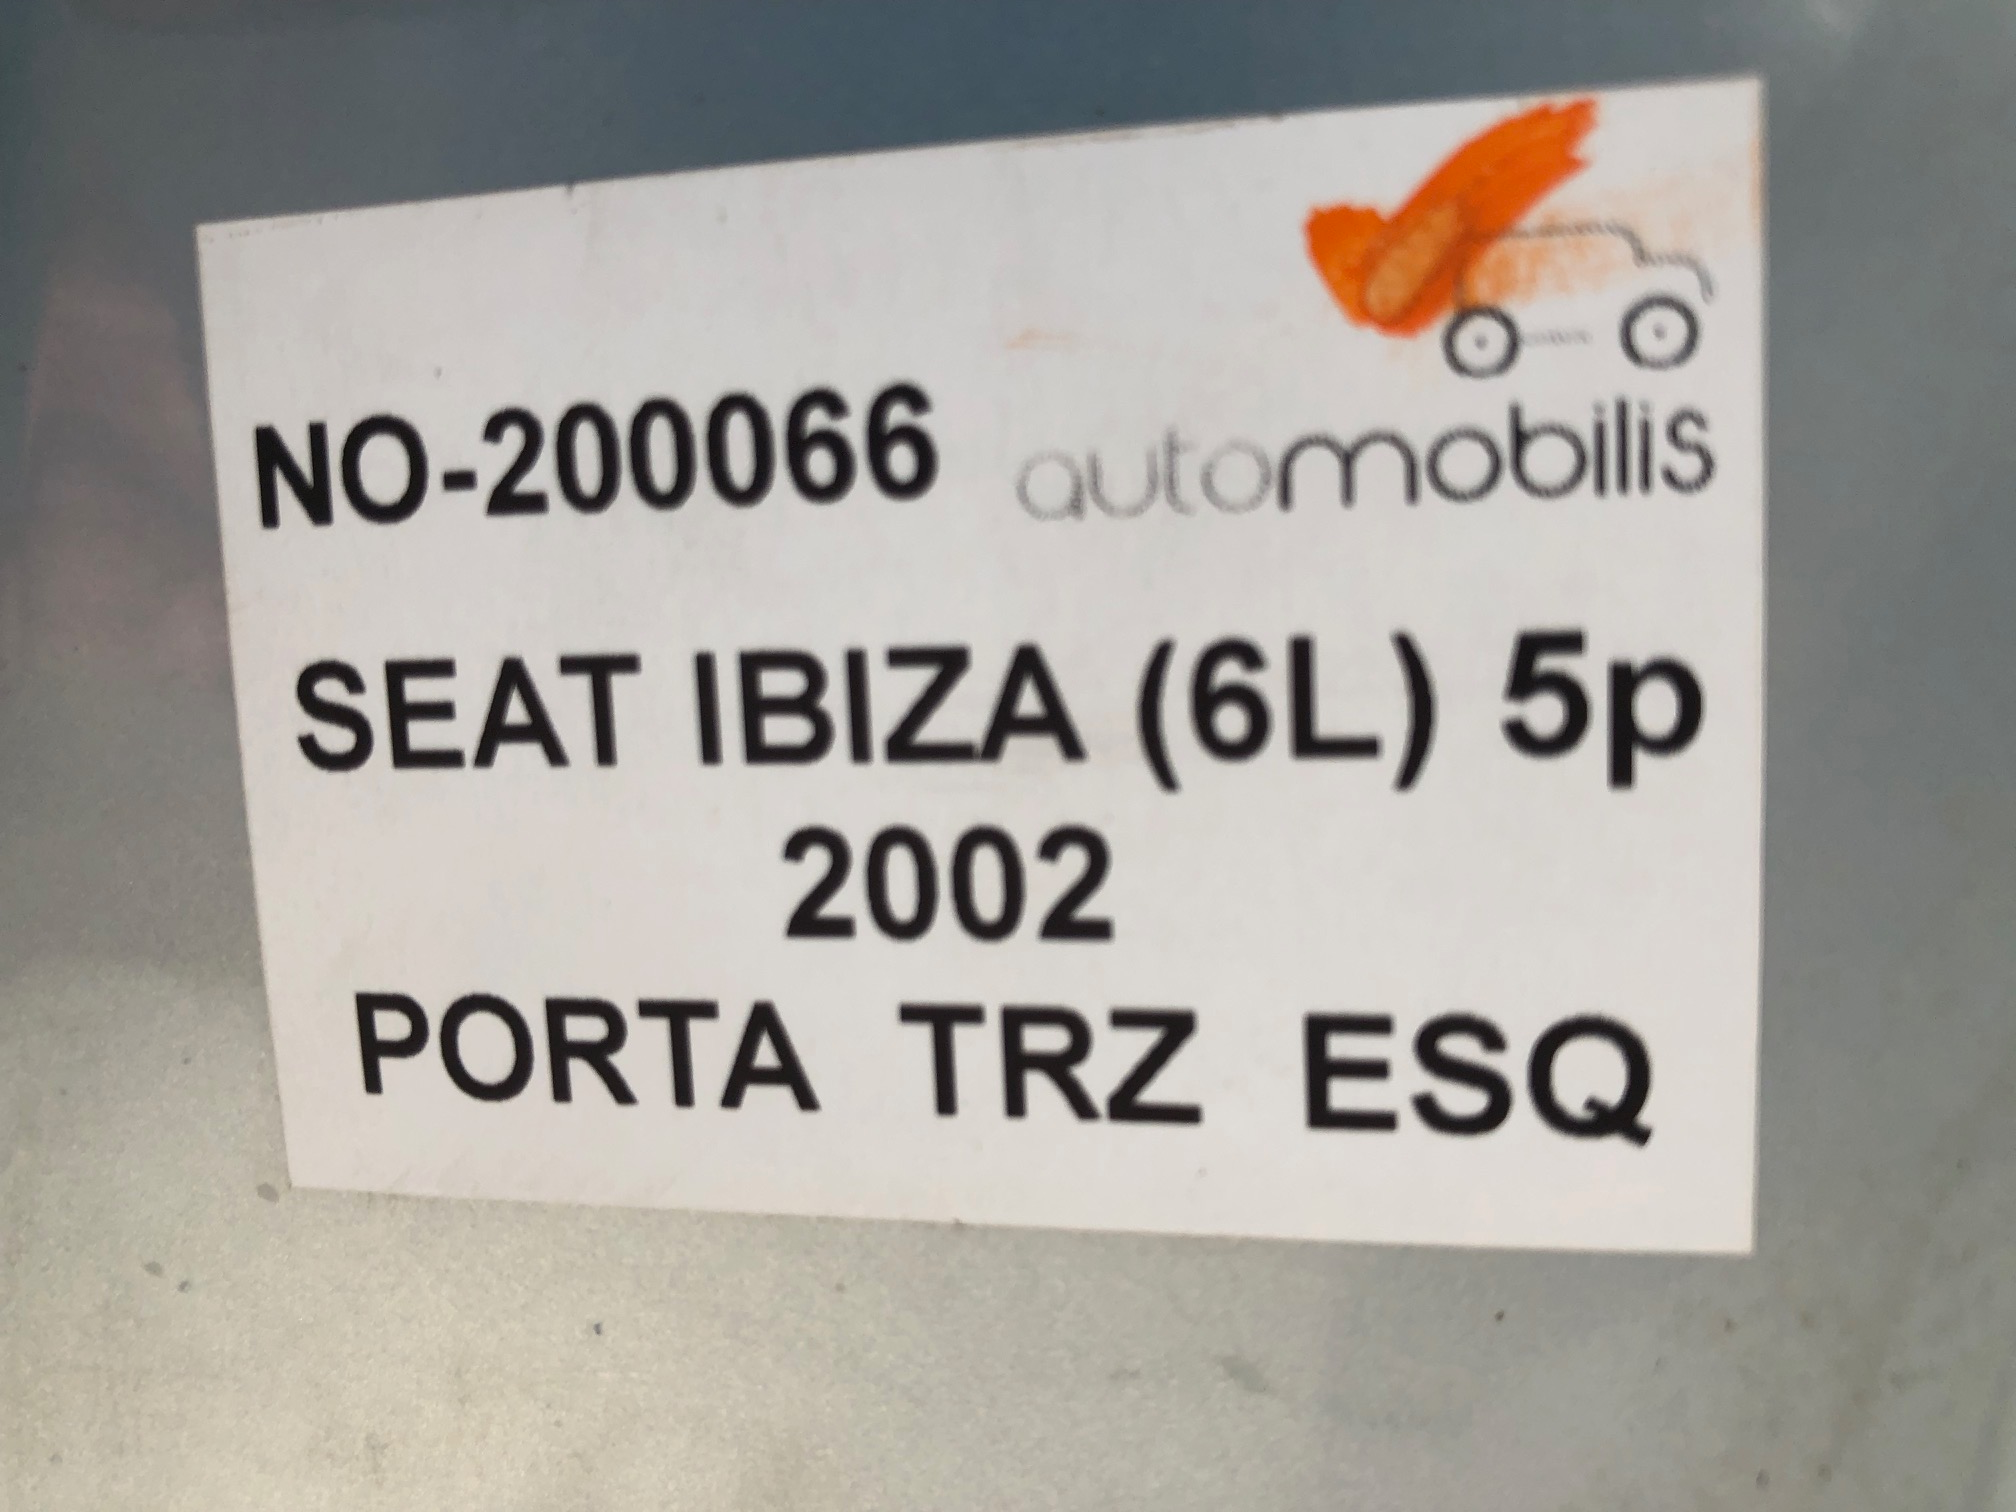 NO-200066 automobilis
SEAT IBIZA (6L) 5p
2002
PORTA TRZ ESQ